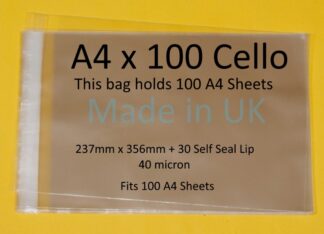 A4 x 100 Cello
This bag holds 100 A4 Sheets
Made in UK
237mm x 356mm + 30 Self Seal Lip
40 micron
Fits 100 A4 Sheets